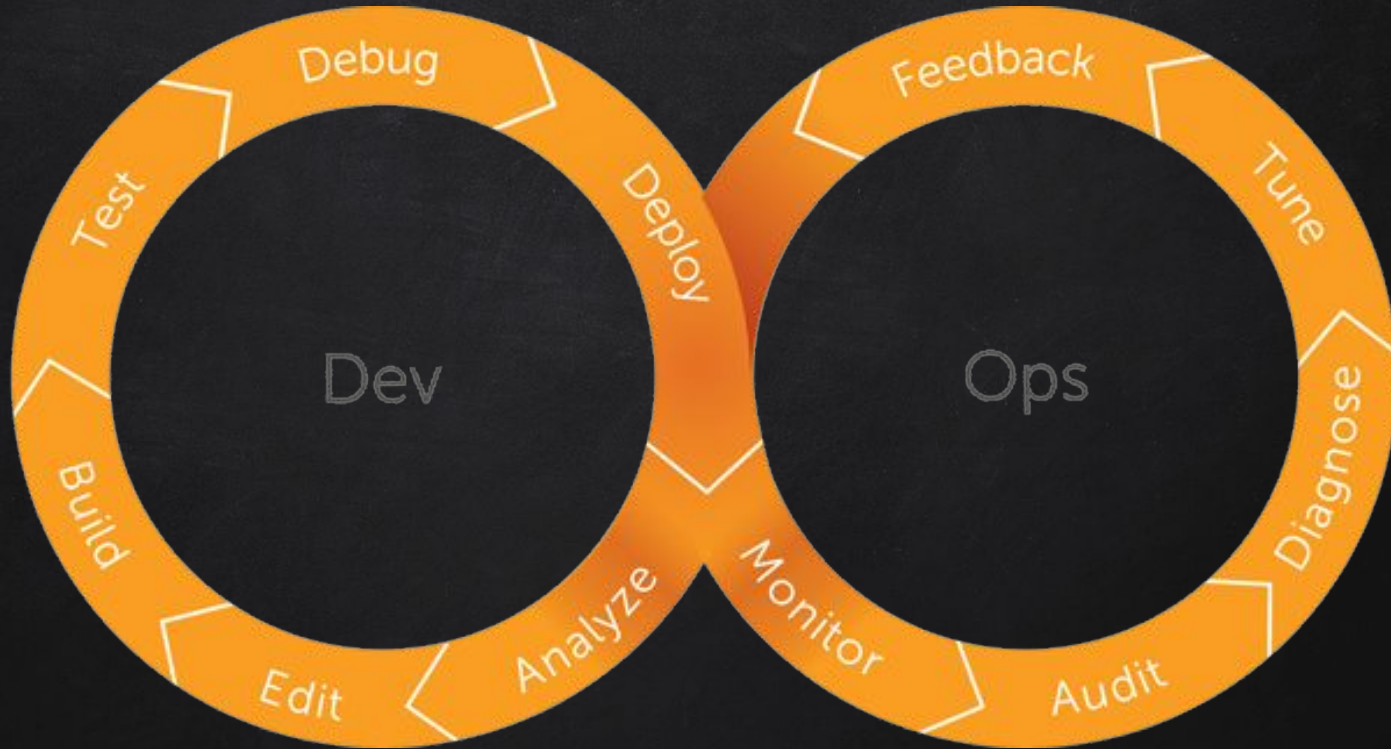 Debug
Deploy
Test
Dev
Build
Edit
Analyze
Feedback
Tune
Ops
Diagnose
Audit
Monitor